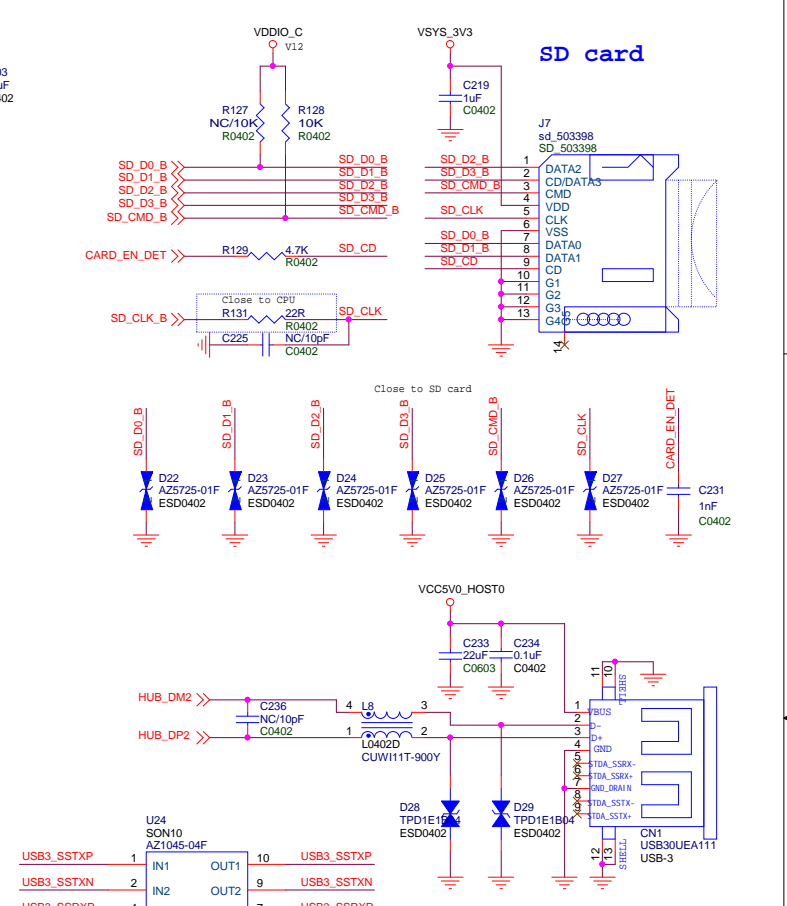 VDDIO_C
V12
VSYS_3V3
SD card
C219
1uF
C0402
R127
NC/10K
R0402
R128
10K
R0402
J7
sd_503398
SD_503398
SD_D0_B
SD_D1_B
SD_D2_B
SD_D3_B
SD_CMD_B
SD_D0_B
SD_D1_B
SD_D2_B
SD_D3_B
SD_CMD_B
SD_D2_B
SD_D3_B
SD_CMD_B
SD_CLK
SD_D0_B
SD_D1_B
SD_CD
1 DATA2
2 CD/DATA3
3 CMD
4 VDD
5 CLK
6 VSS
7 DATA0
8 DATA1
9 CD
10 G1
11 G2
12 G3
13 G4
G5
14
CARD_EN_DET
R129
4.7K
R0402
SD_CD
Close to CPU
SD_CLK_B
R131
22R
R0402
SD_CLK
C225
NC/10pF
C0402
Close to SD card
SD_D0_B
SD_D1_B
SD_D2_B
SD_D3_B
SD_CMD_B
SD_CLK
CARD_EN_DET
D22
AZ5725-01F
ESD0402
D23
AZ5725-01F
ESD0402
D24
AZ5725-01F
ESD0402
D25
AZ5725-01F
ESD0402
D26
AZ5725-01F
ESD0402
D27
AZ5725-01F
ESD0402
C231
1nF
C0402
VCC5V0_HOST0
C233
22uF
C0603
C234
0.1uF
C0402
HUB_DM2
HUB_DP2
C236
NC/10pF
C0402
4 L8 3
1 2
L0402D
CUWI11T-900Y
11
10
SHELL
1 VBUS
2 D-
3 D+
4 GND
5 STDA_SSRX-
6 STDA_SSRX+
7 GND_DRAIN
8 STDA_SSTX-
9 STDA_SSTX+
12
13
SHELL
CN1
USB30UEA111
USB-3
D28
TPD1E1B04
ESD0402
D29
TPD1E1B04
ESD0402
U24
SON10
AZ1045-04F
USB3_SSTXP 1 IN1 OUT1 10 USB3_SSTXP
USB3_SSTXN 2 IN2 OUT2 9 USB3_SSTXN